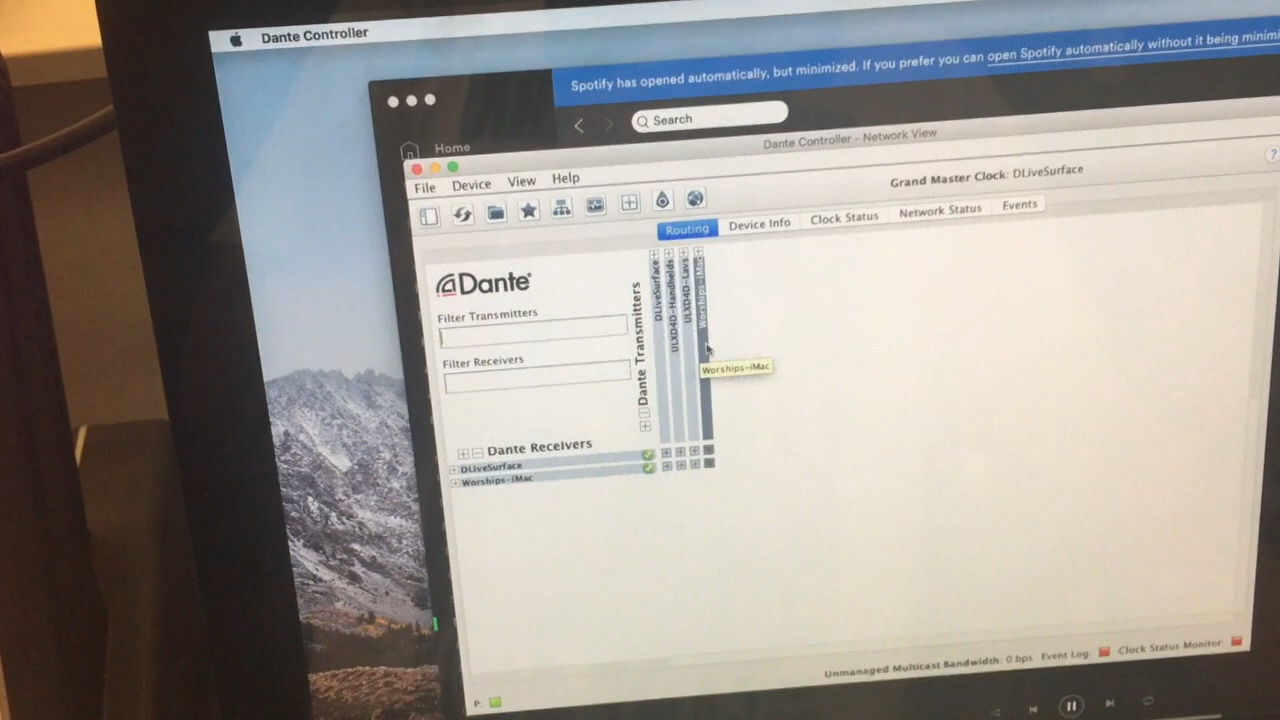 Dante Controller
Spotify has opened automatically, but minimized. If you prefer you can open Spotify automatically without it being minimi
Search
Home
Dante Controller - Network View
File Device View Help
Grand Master Clock: DLiveSurface
?
Routing Device Info Clock Status Network Status Events
Dante
Filter Transmitters
Filter Receivers
Dante Transmitters
DLiveSurface
ULXD4D-Handhelds
ULXD4D-Lavs
Worships-iMac
Worships-iMac
Dante Receivers
DLiveSurface
Worships-iMac
P:
Unmanaged Multicast Bandwidth: 0 bps Event Log: Clock Status Monitor: